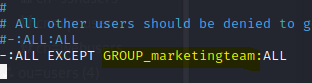 #
# All other users should be denied to g
#-:ALL:ALL
-:ALL EXCEPT GROUP_marketingteam:ALL